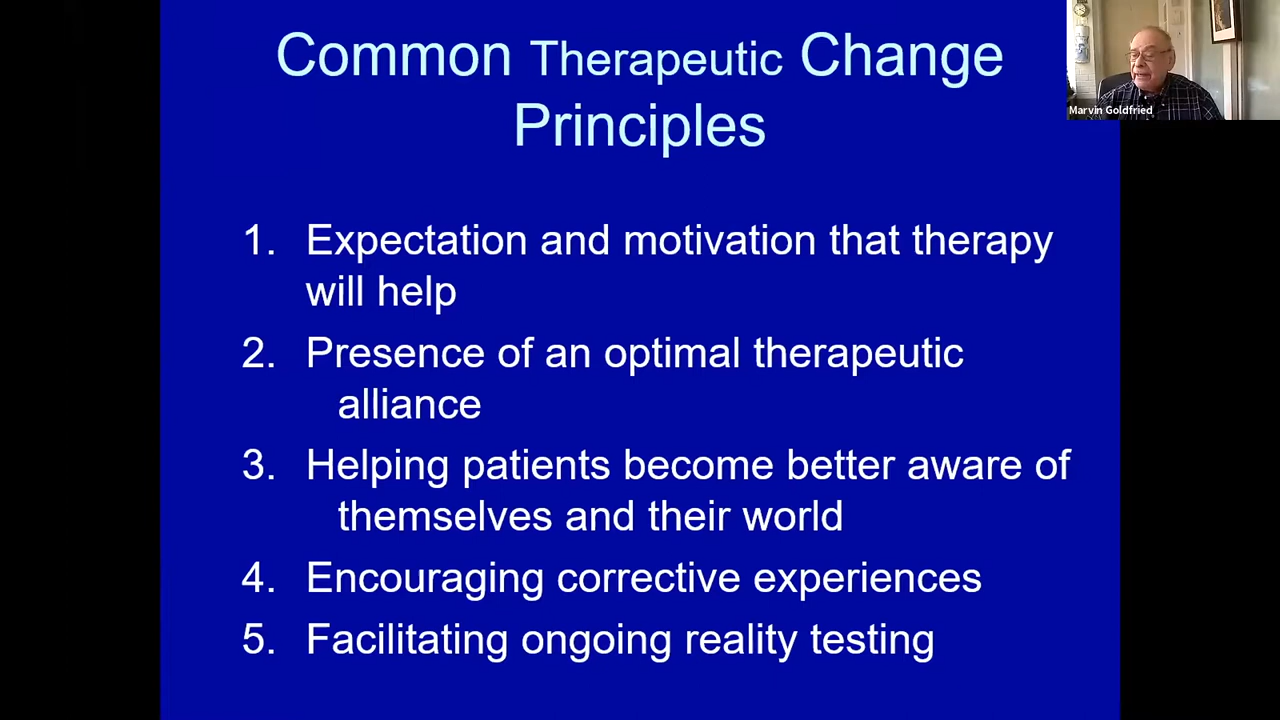 Common Therapeutic Change
Principles
Marvin Goldfried
1. Expectation and motivation that therapy
will help
2. Presence of an optimal therapeutic
alliance
3. Helping patients become better aware of
themselves and their world
4. Encouraging corrective experiences
5. Facilitating ongoing reality testing